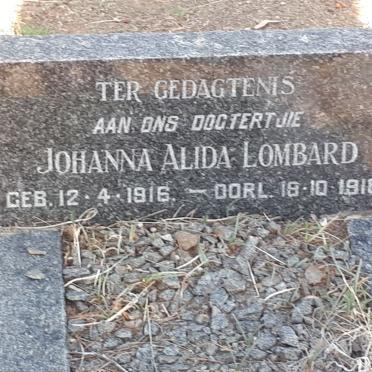 TER GEDAGTENIS
AAN ONS DOGTERTJIE
JOHANNA ALIDA LOMBARD
GEB. 12-4-1916. — OORL. 18-10 1918